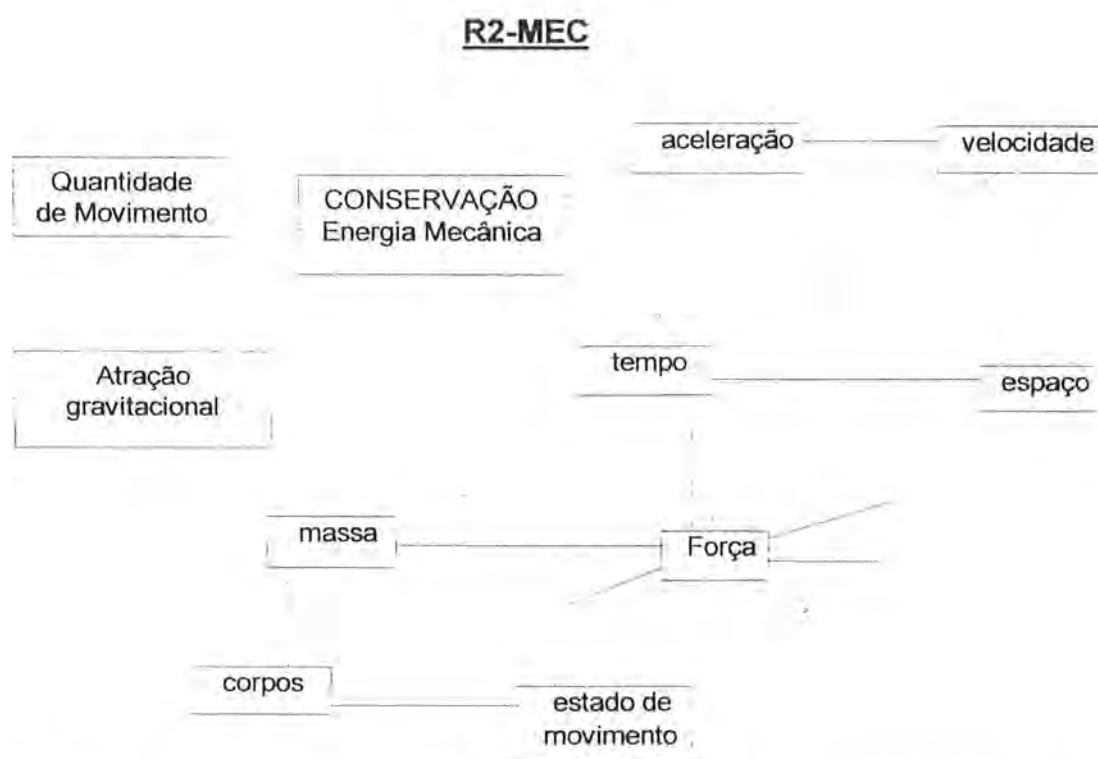 R2-MEC
aceleração
velocidade
Quantidade
de Movimento
CONSERVAÇÃO
Energia Mecânica
tempo
espaço
Atração
gravitacional
massa
Força
corpos
estado de
movimento